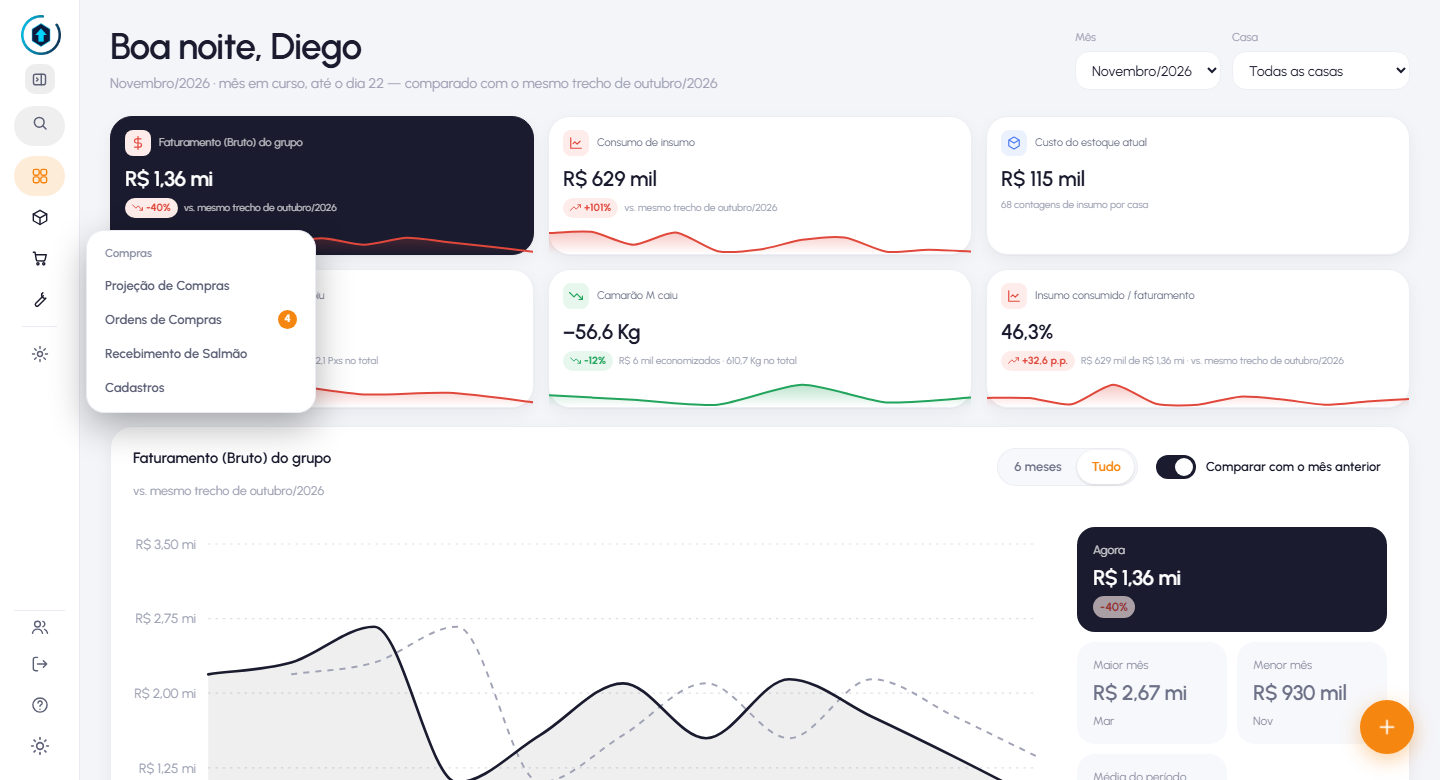 Boa noite, Diego
Novembro/2026 · mês em curso, até o dia 22 — comparado com o mesmo trecho de outubro/2026
Mês
Novembro/2026
Casa
Todas as casas
Faturamento (Bruto) do grupo
R$ 1,36 mi
-40% vs. mesmo trecho de outubro/2026
Consumo de insumo
R$ 629 mil
+101% vs. mesmo trecho de outubro/2026
Custo do estoque atual
R$ 115 mil
68 contagens de insumo por casa
Compras
Projeção de Compras
Ordens de Compras 4
Recebimento de Salmão
Cadastros
2,1 Pxs no total
Camarão M caiu
–56,6 Kg
-12% R$ 6 mil economizados · 610,7 Kg no total
Insumo consumido / faturamento
46,3%
+32,6 p.p. R$ 629 mil de R$ 1,36 mi · vs. mesmo trecho de outubro/2026
Faturamento (Bruto) do grupo
vs. mesmo trecho de outubro/2026
6 meses
Tudo
Comparar com o mês anterior
R$ 3,50 mi
R$ 2,75 mi
R$ 2,00 mi
R$ 1,25 mi
Agora
R$ 1,36 mi
-40%
Maior mês
R$ 2,67 mi
Mar
Menor mês
R$ 930 mil
Nov
Média do período